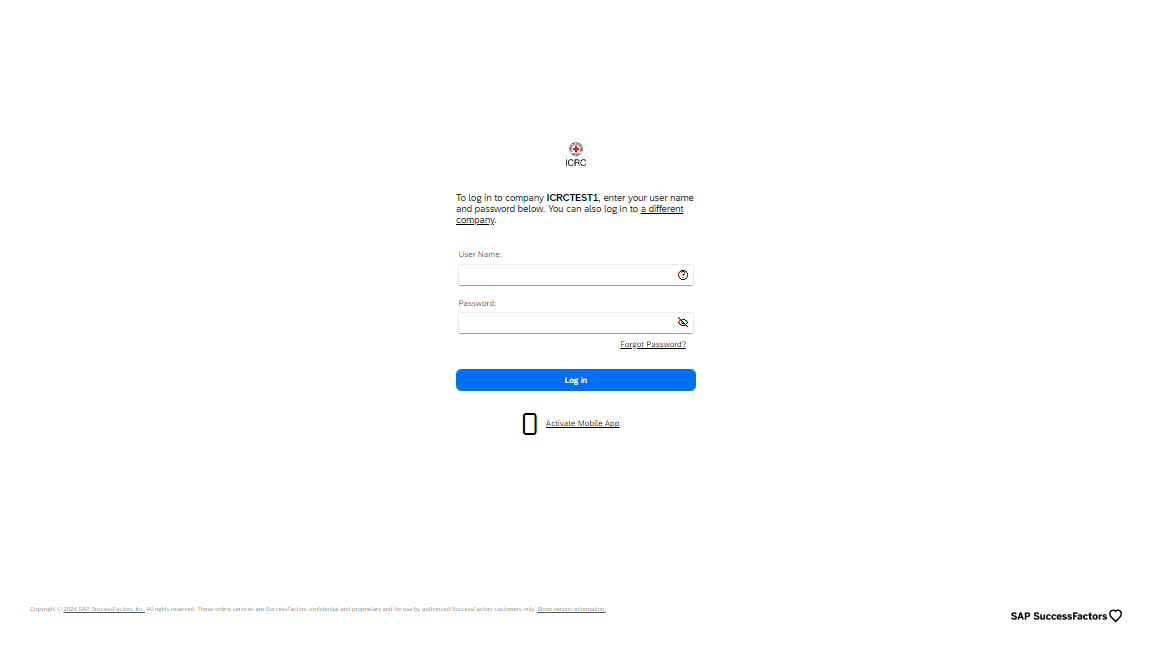 ICRC
To log in to company ICRCTEST1, enter your user name
and password below. You can also log in to a different
company.
User Name:
Password:
Forgot Password?
Log in
Activate Mobile App
Copyright © 2024 SAP SuccessFactors, Inc. All rights reserved. These online services are SuccessFactors confidential and proprietary and for use by authorized SuccessFactors customers only. Show version information.
SAP SuccessFactors